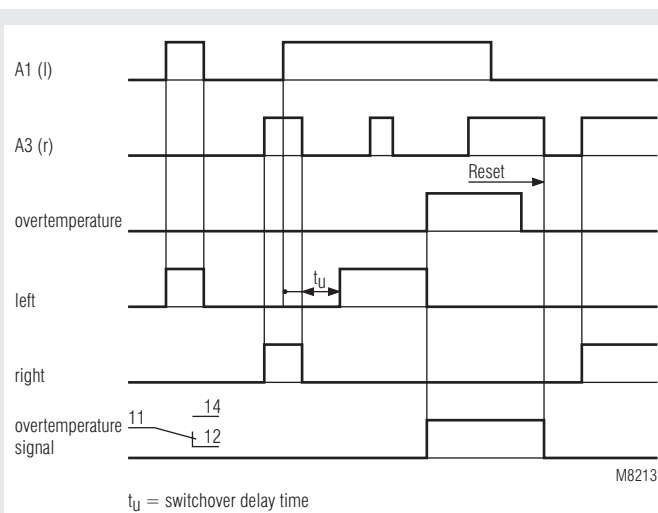 A1 (l)
A3 (r)
Reset
overtemperature
left
tu
right
overtemperature
signal
11
14
12
M8213
tu = switchover delay time